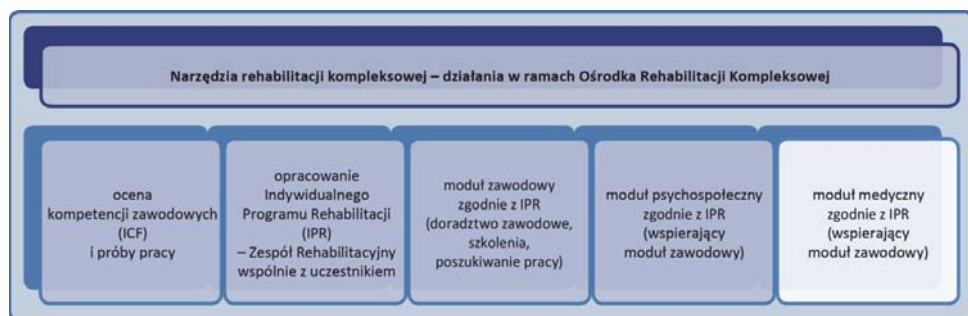 Narzędzia rehabilitacji kompleksowej – działania w ramach Ośrodka Rehabilitacji Kompleksowej
ocena
kompetencji zawodowych
(ICF)
i próby pracy
opracowanie
Indywidualnego
Programu Rehabilitacji
(IPR)
– Zespół Rehabilitacyjny
wspólnie z uczestnikiem
moduł zawodowy
zgodnie z IPR
(doradztwo zawodowe,
szkolenia,
poszukiwanie pracy)
moduł psychospołeczny
zgodnie z IPR
(wspierający
moduł zawodowy)
moduł medyczny
zgodnie z IPR
(wspierający
moduł zawodowy)